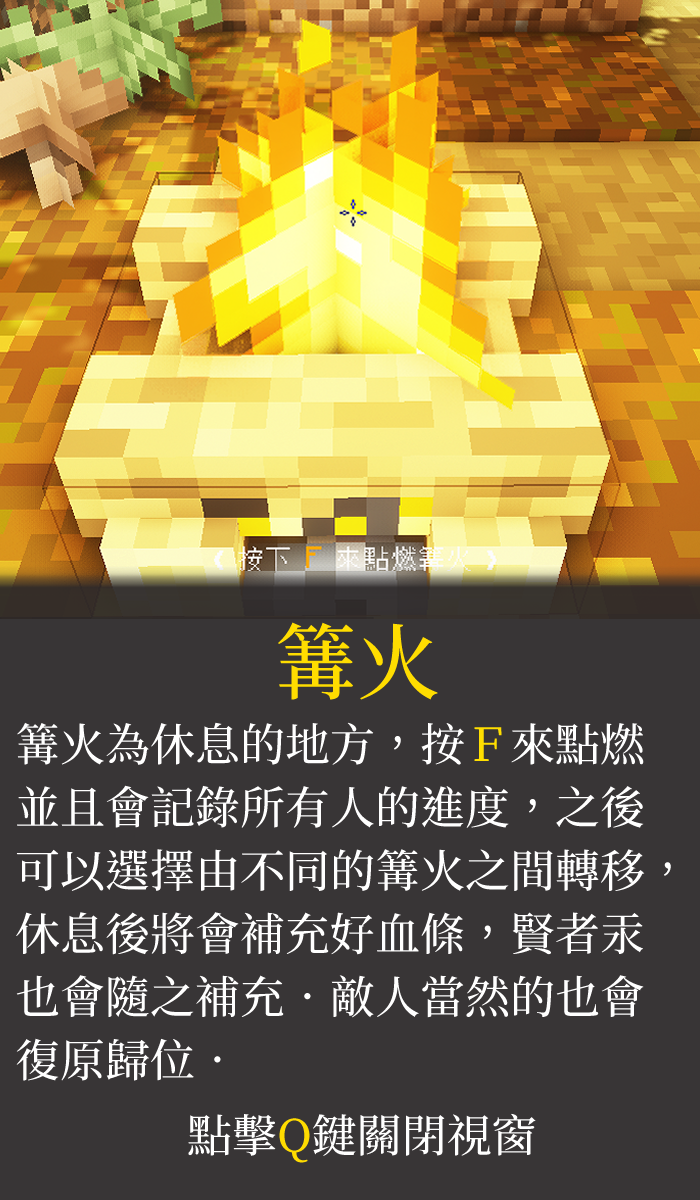 《 按下 F 來點燃篝火 》
篝火
篝火為休息的地方，按F來點燃
並且會記錄所有人的進度，之後
可以選擇由不同的篝火之間轉移，
休息後將會補充好血條，賢者汞
也會隨之補充．敵人當然的也會
復原歸位．
點擊Q鍵關閉視窗